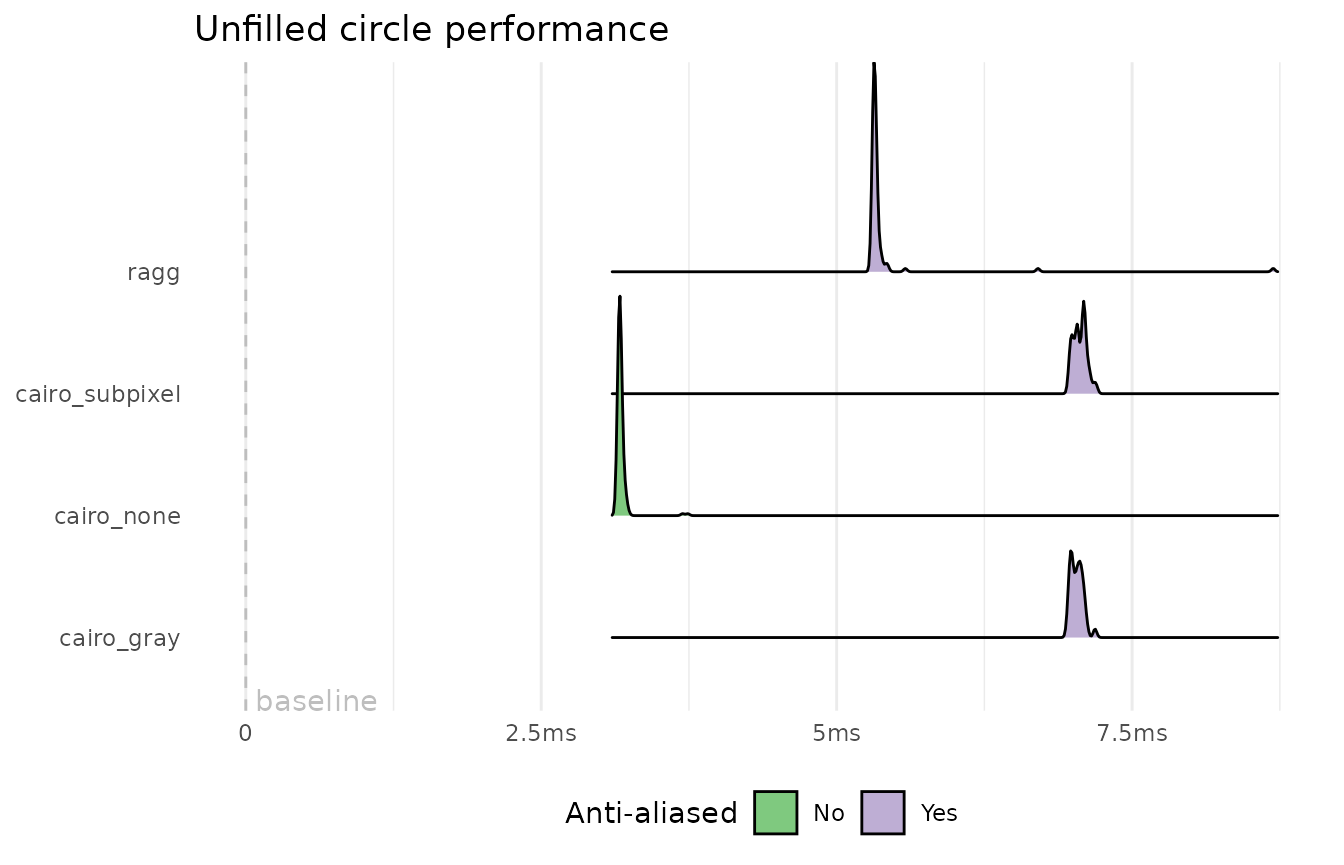 Unfilled circle performance
ragg
cairo_subpixel
cairo_none
cairo_gray
baseline
0 2.5ms 5ms 7.5ms
Anti-aliased No Yes